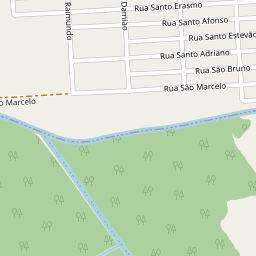 Rua Santo Erasmo
Rua Santo Afonso
Rua Santo Estevão
Rua Santo Adriano
Rua São Bruno
Rua São Marcelo
o Marcelo
Raimundo
Damião